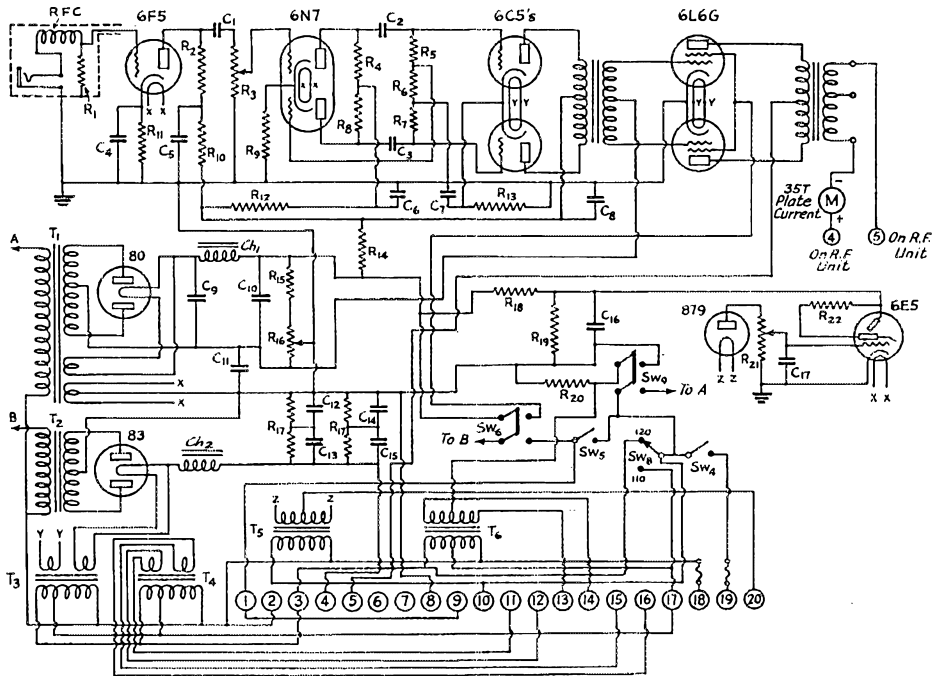 RFC
6F5
C1
6N7
C2
6C5's
6L6G
R2
R3
R4
R5
R6
R1
C4
R11
C5
R10
R9
R8
R7
C3
X X
X X
Y Y
Y Y
R12
C6
C7
R13
C8
35T
Plate
Current
M
-
+
4
5
On R.F.
Unit
On R.F.
Unit
A
T1
80
Ch1
R14
C9
C10
R15
R16
C11
X
X
R18
R19
C16
R20
SW9
To A
879
R21
Z Z
R22
6E5
C17
X X
B
T2
83
Ch2
R17
C12
C13
R17
C14
C15
To B
SW6
SW5
120
SW8
110
SW4
Y Y
T3
T4
Z
Z
T5
T6
1 2 3 4 5 6 7 8 9 10 11 12 13 14 15 16 17 18 19 20